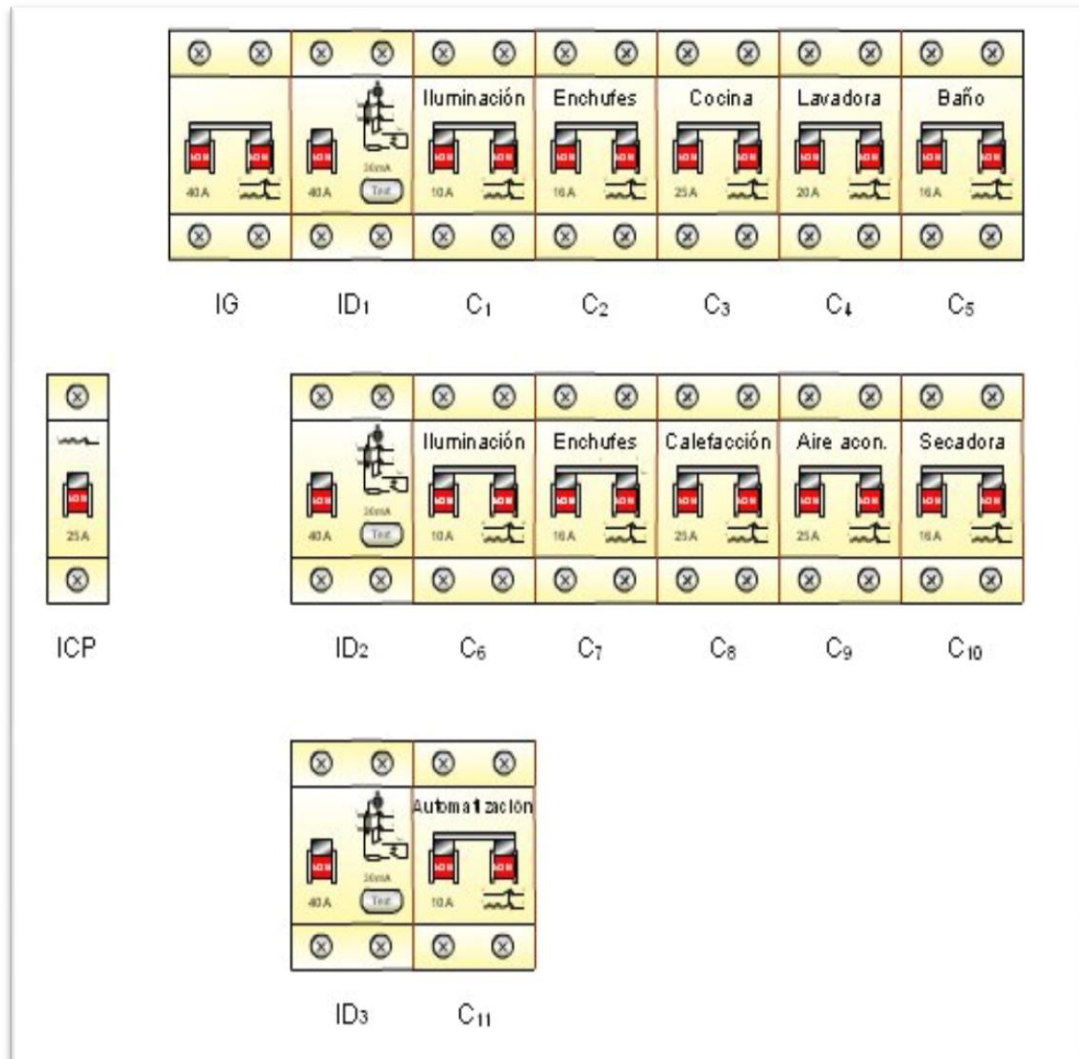 Iluminación Enchufes Cocina Lavadora Baño
40A 40A 30mA Test 10A 16A 25A 20A 16A
IG ID1 C1 C2 C3 C4 C5
Iluminación Enchufes Calefacción Aire acon. Secadora
25A 40A 30mA Test 10A 16A 25A 25A 16A
ICP ID2 C6 C7 C8 C9 C10
Automatización
40A 30mA Test 10A
ID3 C11